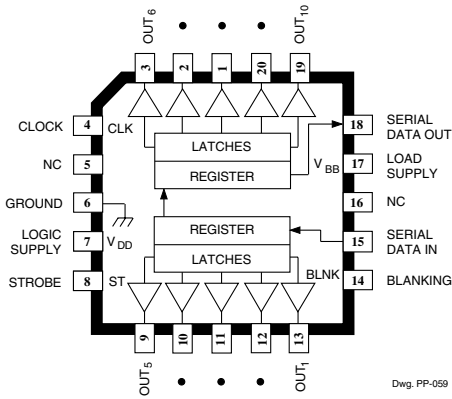 OUT6 • • • OUT10
3 2 1 20 19
CLOCK 4 CLK
18 SERIAL DATA OUT
LATCHES
NC 5
REGISTER
VBB 17 LOAD SUPPLY
GROUND 6
16 NC
REGISTER
LOGIC SUPPLY 7 VDD
15 SERIAL DATA IN
LATCHES
STROBE 8 ST
BLNK 14 BLANKING
9 10 11 12 13
OUT5 • • • OUT1
Dwg. PP-059